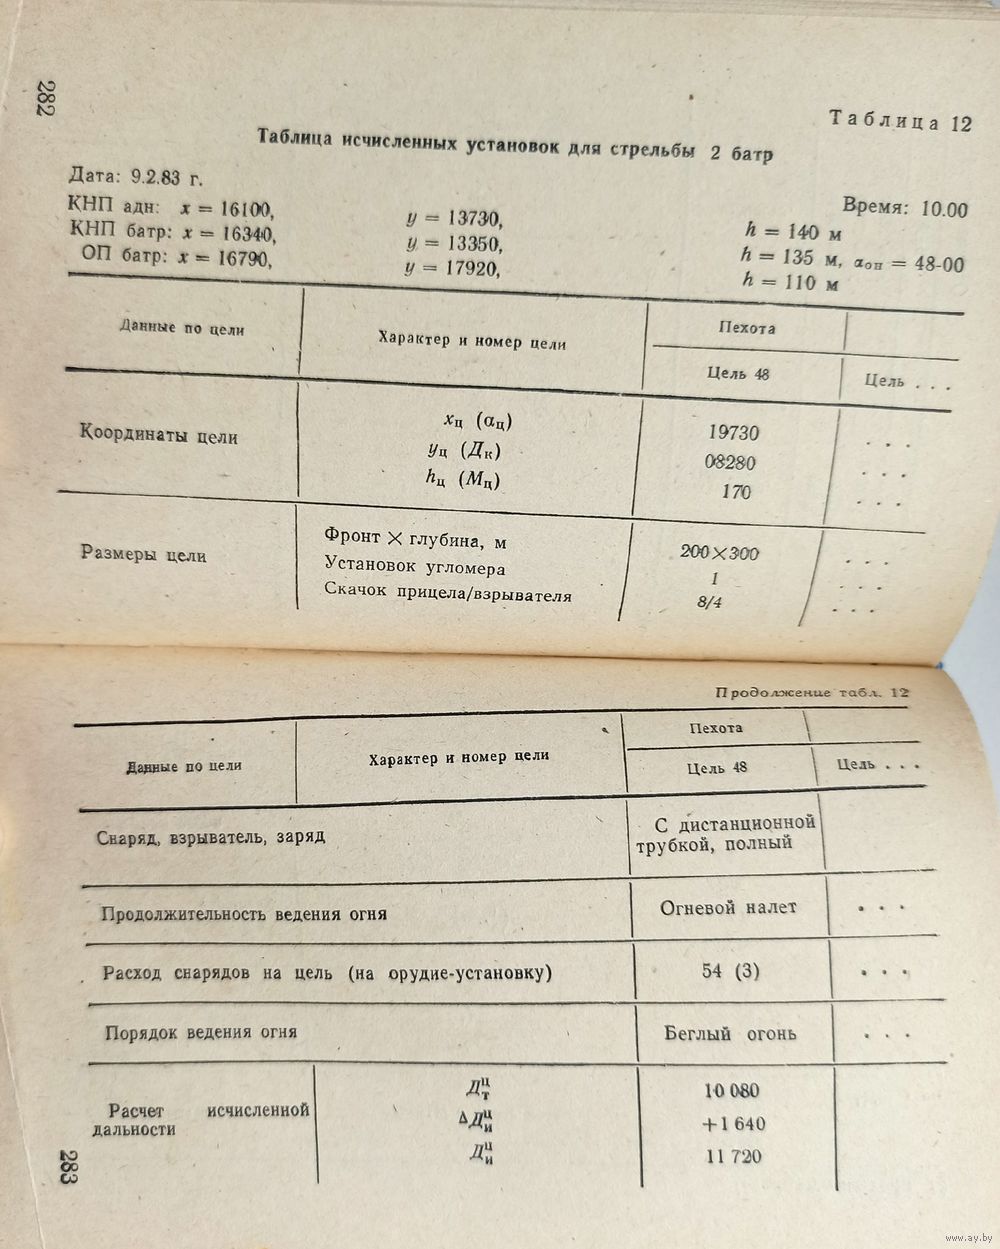 282
Таблица 12
Таблица исчисленных установок для стрельбы 2 батр
Дата: 9.2.83 г.
Время: 10.00
КНП адн: x = 16100, y = 13730, h = 140 м
КНП батр: x = 16340, y = 13350, h = 135 м, αон = 48-00
ОП батр: x = 16790, y = 17920, h = 110 м
Данные по цели
Характер и номер цели
Пехота
Цель 48
Цель . . .
Координаты цели
xц (αц) 19730 . . .
yц (Дк) 08280 . . .
hц (Мц) 170 . . .
Размеры цели
Фронт × глубина, м 200×300 . . .
Установок угломера 1 . . .
Скачок прицела/взрывателя 8/4 . . .
Продолжение табл. 12
Данные по цели
Характер и номер цели
Пехота
Цель 48
Цель . . .
Снаряд, взрыватель, заряд
С дистанционной
трубкой, полный
Продолжительность ведения огня Огневой налет . . .
Расход снарядов на цель (на орудие-установку) 54 (3) . . .
Порядок ведения огня Беглый огонь . . .
Расчет исчисленной
дальности
Дцт 10 080
ΔДци +1 640
Дци 11 720
283
www.ay.by